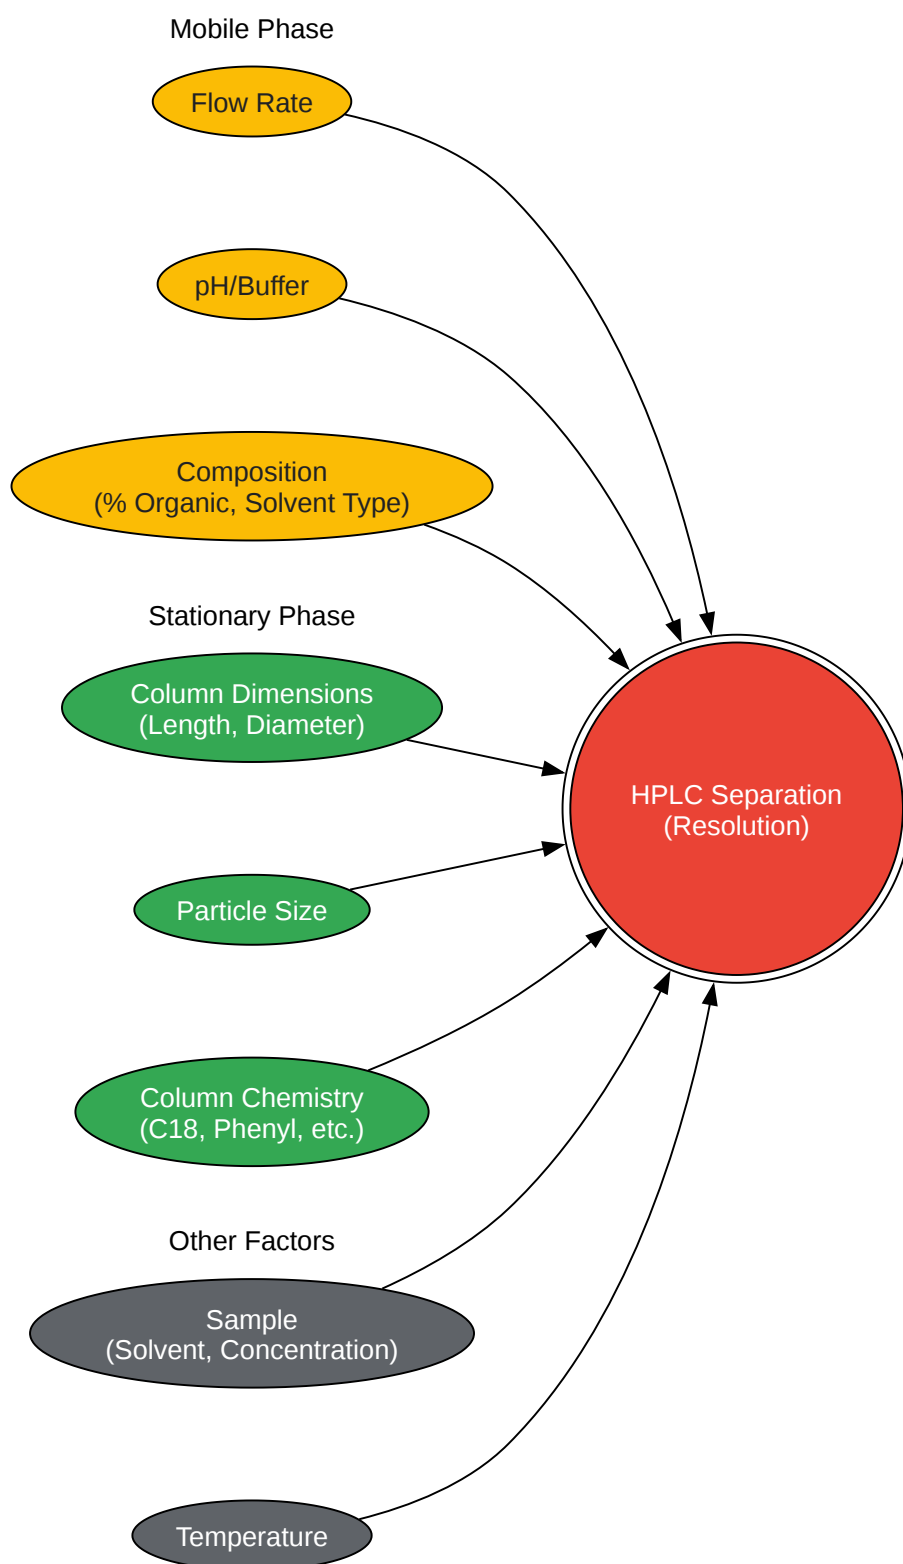 Mobile Phase
Flow Rate
pH/Buffer
Composition
(% Organic, Solvent Type)
Stationary Phase
Column Dimensions
(Length, Diameter)
Particle Size
HPLC Separation
(Resolution)
Column Chemistry
(C18, Phenyl, etc.)
Other Factors
Sample
(Solvent, Concentration)
Temperature